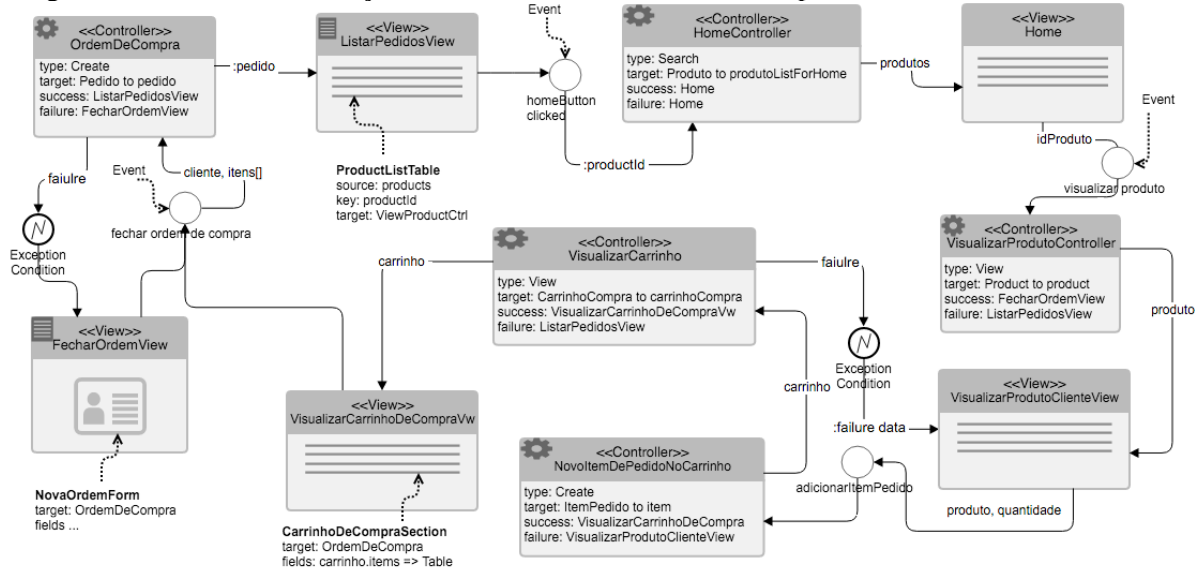 <<Controller>>
OrdemDeCompra
type: Create
target: Pedido to pedido
success: ListarPedidosView
failure: FecharOrdemView
:pedido
<<View>>
ListarPedidosView
ProductListTable
source: products
key: productId
target: ViewProductCtrl
Event
homeButton
clicked
:productId
<<Controller>>
HomeController
type: Search
target: Produto to produtoListForHome
success: Home
failure: Home
produtos
<<View>>
Home
idProduto
Event
visualizar produto
faiulre
Event
cliente, itens[]
fechar ordem de compra
Exception
Condition
<<View>>
FecharOrdemView
NovaOrdemForm
target: OrdemDeCompra
fields ...
carrinho
<<Controller>>
VisualizarCarrinho
type: View
target: CarrinhoCompra to carrinhoCompra
success: VisualizarCarrinhoDeCompraVw
failure: ListarPedidosView
faiulre
Exception
Condition
:failure data
<<Controller>>
VisualizarProdutoController
type: View
target: Product to product
success: FecharOrdemView
failure: ListarPedidosView
produto
<<View>>
VisualizarCarrinhoDeCompraVw
CarrinhoDeCompraSection
target: OrdemDeCompra
fields: carrinho.items => Table
carrinho
<<Controller>>
NovoItemDePedidoNoCarrinho
type: Create
target: ItemPedido to item
success: VisualizarCarrinhoDeCompra
failure: VisualizarProdutoClienteView
adicionarItemPedido
<<View>>
VisualizarProdutoClienteView
produto, quantidade